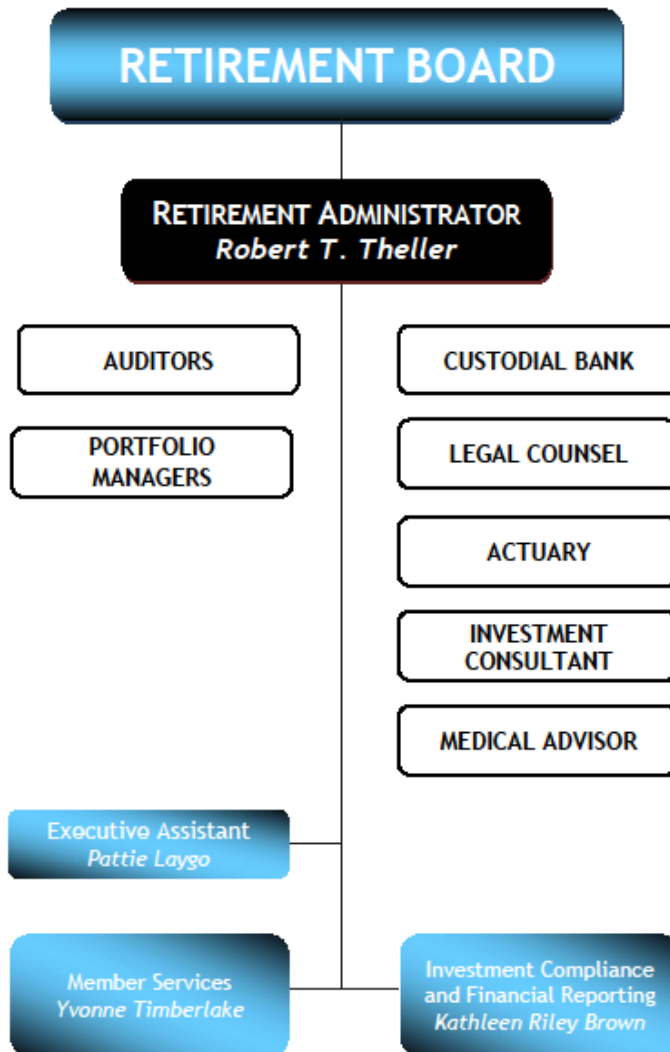 RETIREMENT BOARD
RETIREMENT ADMINISTRATOR
Robert T. Theller
AUDITORS
PORTFOLIO
MANAGERS
CUSTODIAL BANK
LEGAL COUNSEL
ACTUARY
INVESTMENT
CONSULTANT
MEDICAL ADVISOR
Executive Assistant
Pattie Laygo
Member Services
Yvonne Timberlake
Investment Compliance
and Financial Reporting
Kathleen Riley Brown